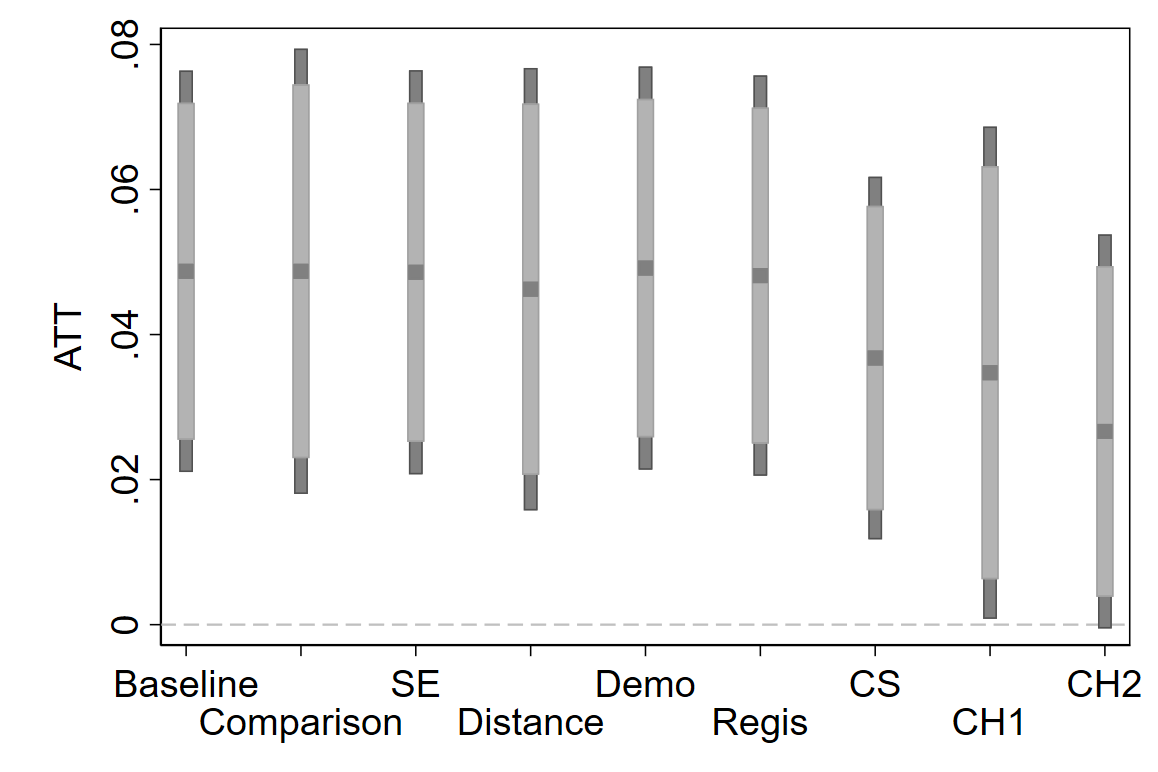 ATT
.08
.06
.04
.02
0
Baseline
Comparison
SE
Distance
Demo
Regis
CS
CH1
CH2